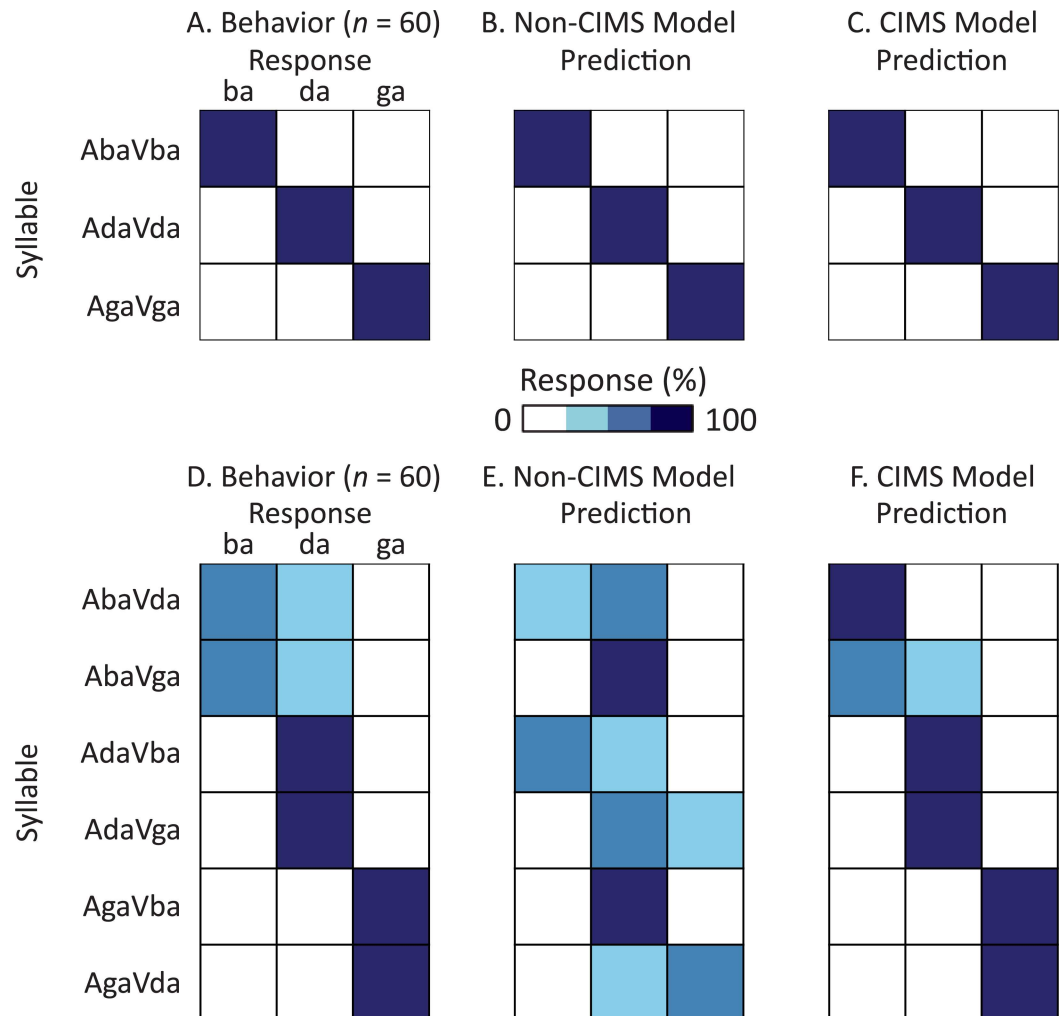 A. Behavior (n = 60)
Response
ba da ga
B. Non-CIMS Model
Prediction
C. CIMS Model
Prediction
Syllable
AbaVba
AdaVda
AgaVga
Response (%)
0 100
D. Behavior (n = 60)
Response
ba da ga
E. Non-CIMS Model
Prediction
F. CIMS Model
Prediction
Syllable
AbaVda
AbaVga
AdaVba
AdaVga
AgaVba
AgaVda